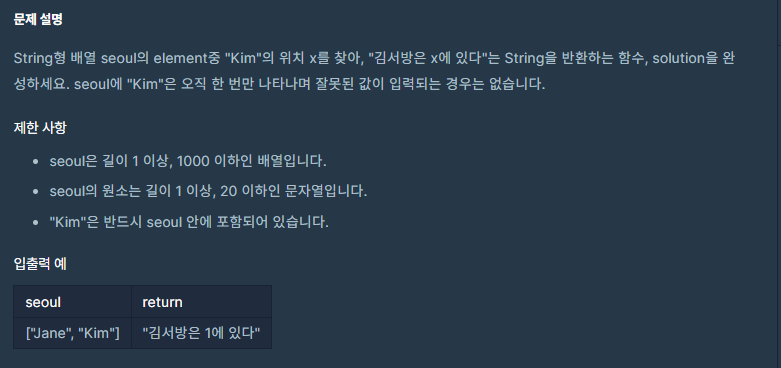 문제 설명
String형 배열 seoul의 element중 "Kim"의 위치 x를 찾아, "김서방은 x에 있다"는 String을 반환하는 함수, solution을 완
성하세요. seoul에 "Kim"은 오직 한 번만 나타나며 잘못된 값이 입력되는 경우는 없습니다.
제한 사항
• seoul은 길이 1 이상, 1000 이하인 배열입니다.
• seoul의 원소는 길이 1 이상, 20 이하인 문자열입니다.
• "Kim"은 반드시 seoul 안에 포함되어 있습니다.
입출력 예
seoul return
["Jane", "Kim"] "김서방은 1에 있다"